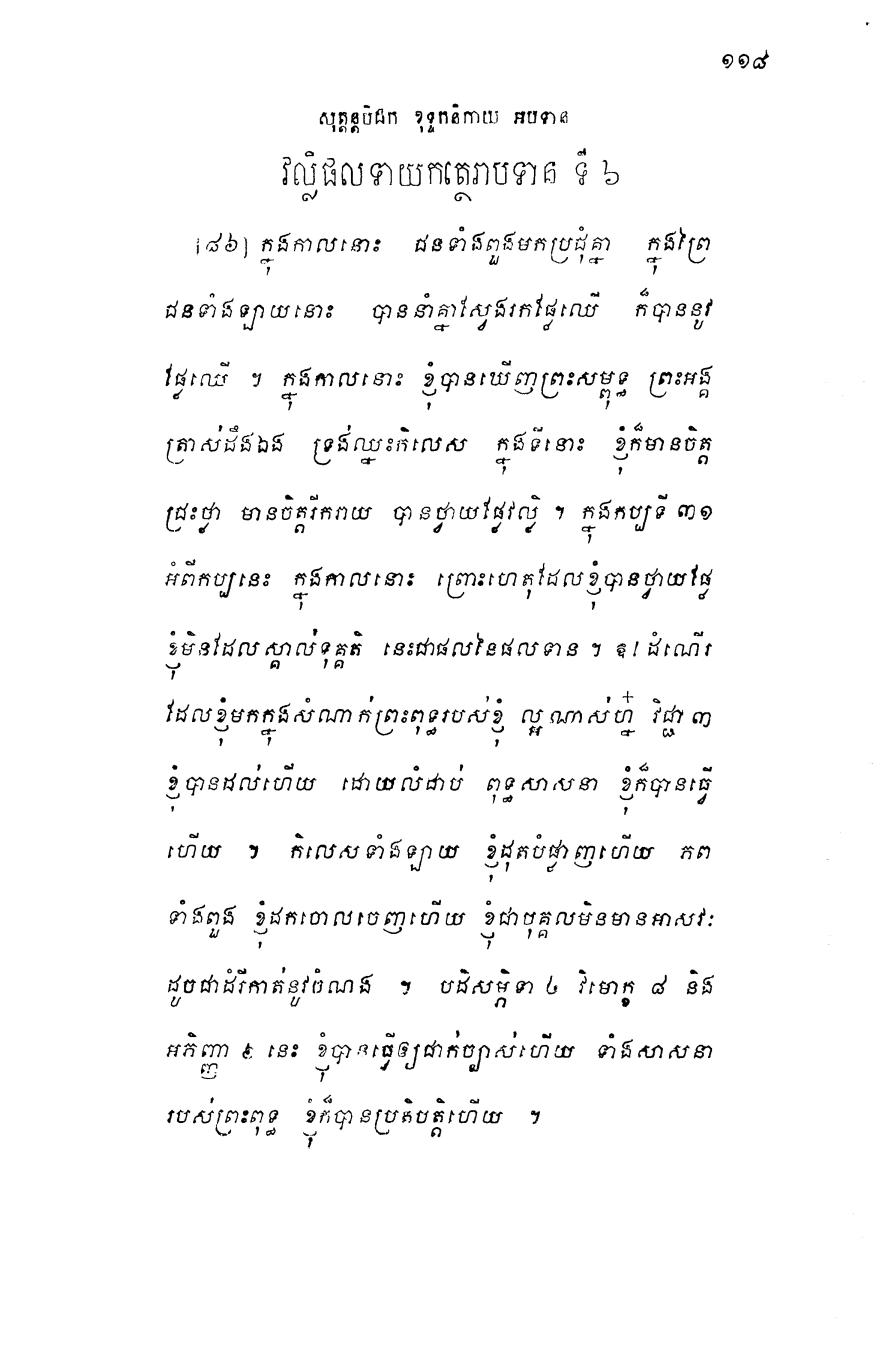 ១១៨
សុត្តន្តបិដក ខុទ្ទកនិកាយ អបទាន
វល្លិផលទាយកត្ថេរាបទាន ទី ៦
[៨៦] ក្នុងកាលនោះ ជនទាំងពួងមកប្រជុំគ្នា ក្នុងព្រៃ
ជនទាំងឡាយនោះ បាននាំគ្នាស្វែងរកផ្លែឈើ ក៏បាននូវ
ផ្លែឈើ ។ ក្នុងកាលនោះ ខ្ញុំបានឃើញព្រះសម្ពុទ្ធ ព្រះអង្គ
ត្រាស់ដឹងឯង ទ្រង់ឈ្នះកិលេស ក្នុងទីនោះ ខ្ញុំក៏មានចិត្ត
ជ្រះថ្លា មានចិត្តរីករាយ បានថ្វាយផ្លែវល្លិ ។ ក្នុងកប្បទី ៣១
អំពីកប្បនេះ ក្នុងកាលនោះ ព្រោះហេតុដែលខ្ញុំបានថ្វាយផ្លែ
ខ្ញុំមិនដែលស្គាល់ទុគ្គតិ នេះជាផលនៃផលទាន ។ ឱ! ដំណើរ
ដែលខ្ញុំមកក្នុងសំណាក់ព្រះពុទ្ធរបស់ខ្ញុំ ល្អណាស់ហ្ន៎ វិជ្ជា ៣
ខ្ញុំបានដល់ហើយ ដោយលំដាប់ ពុទ្ធសាសនា ខ្ញុំក៏បានធ្វើ
ហើយ ។ កិលេសទាំងឡាយ ខ្ញុំដុតបំផ្លាញហើយ ភព
ទាំងពួង ខ្ញុំដកចោលចេញហើយ ខ្ញុំជាបុគ្គលមិនមានអាសវៈ
ដូចជាដំរីកាត់នូវចំណង ។ បដិសម្ភិទា ៤ វិមោក្ខ ៨ និង
អភិញ្ញា ៦ នេះ ខ្ញុំបានធ្វើឲ្យជាក់ច្បាស់ហើយ ទាំងសាសនា
របស់ព្រះពុទ្ធ ខ្ញុំក៏បានប្រតិបត្តិហើយ ។